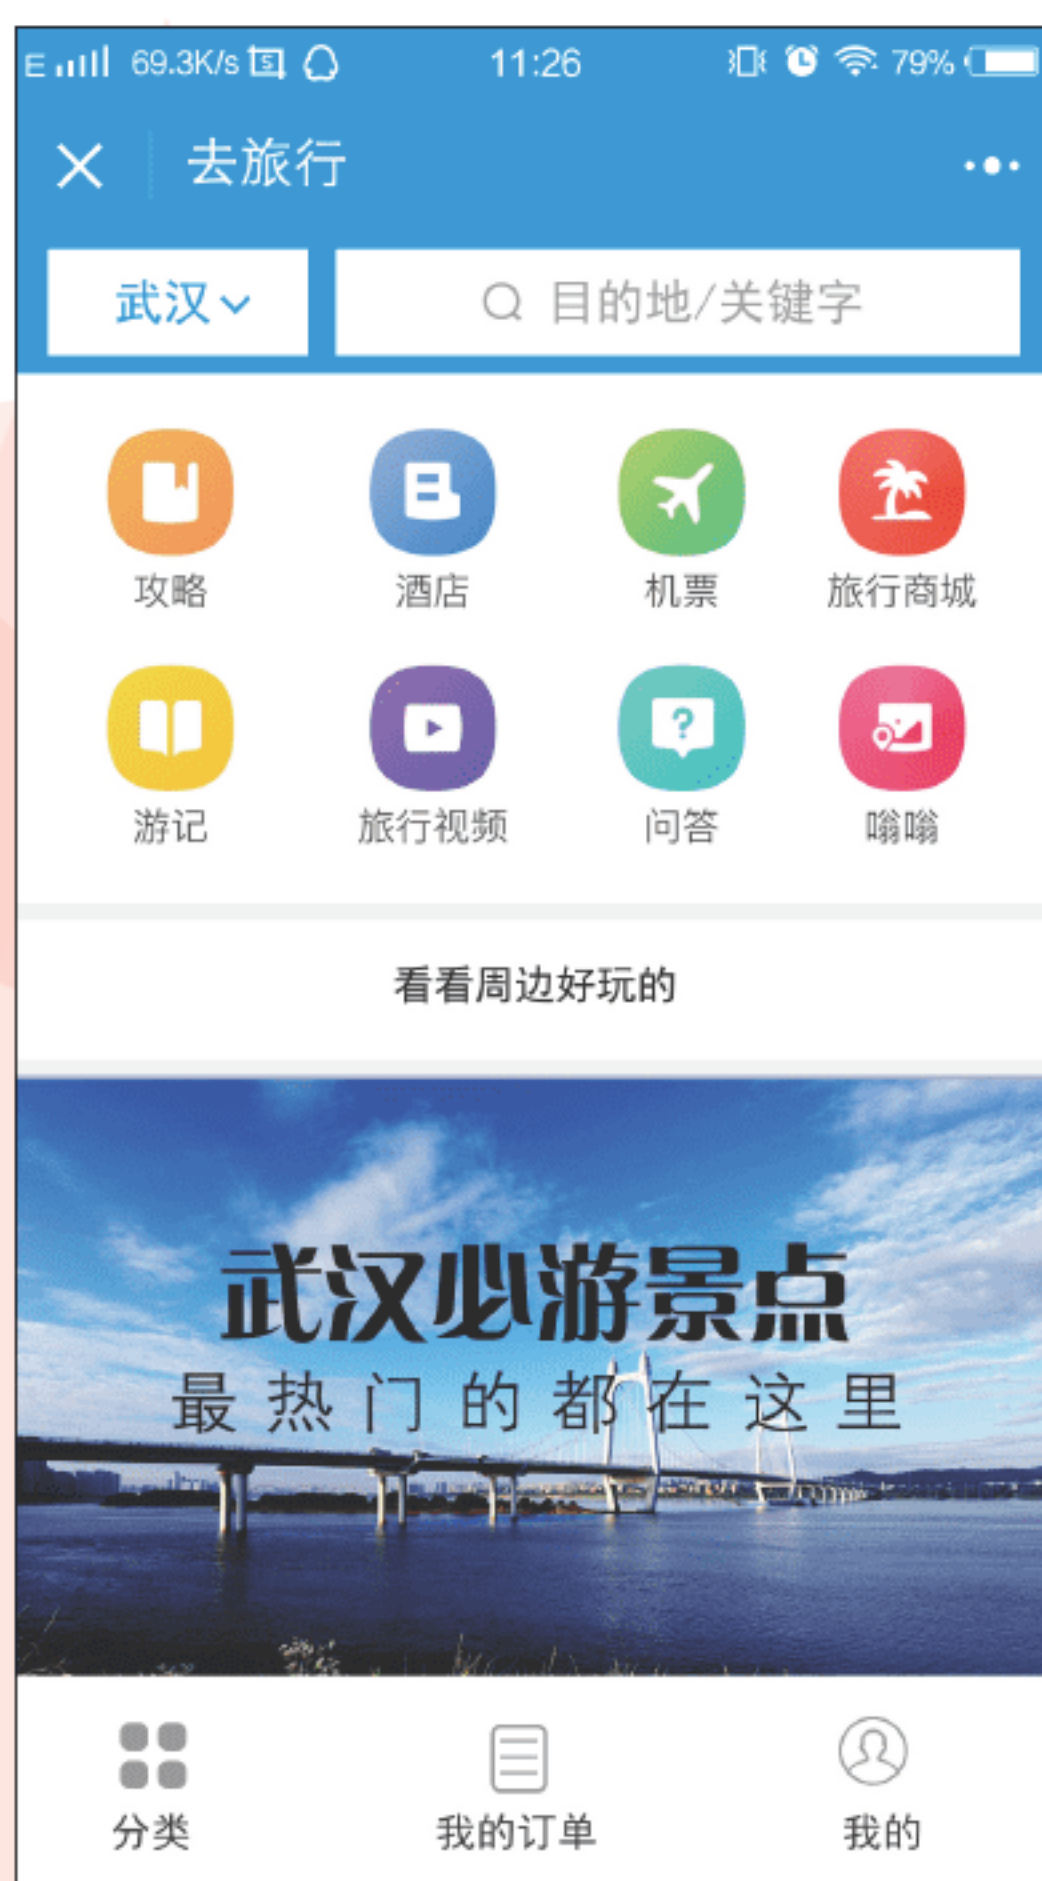 E 69.3K/s 11:26 79%
去旅行
武汉 目的地/关键字
攻略 酒店 机票 旅行商城
游记 旅行视频 问答 嗡嗡
看看周边好玩的
武汉必游景点
最热门的都在这里
分类 我的订单 我的